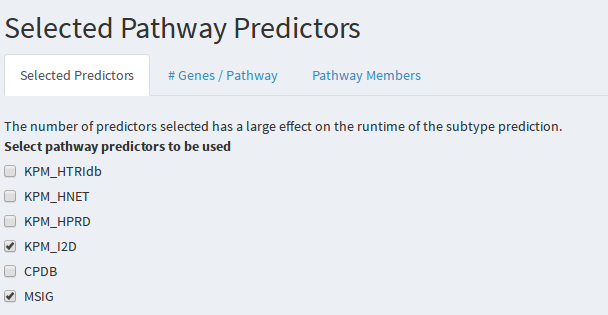 Selected Pathway Predictors
Selected Predictors
# Genes / Pathway
Pathway Members
The number of predictors selected has a large effect on the runtime of the subtype prediction.
Select pathway predictors to be used
KPM_HTRIdb
KPM_HNET
KPM_HPRD
KPM_I2D
CPDB
MSIG